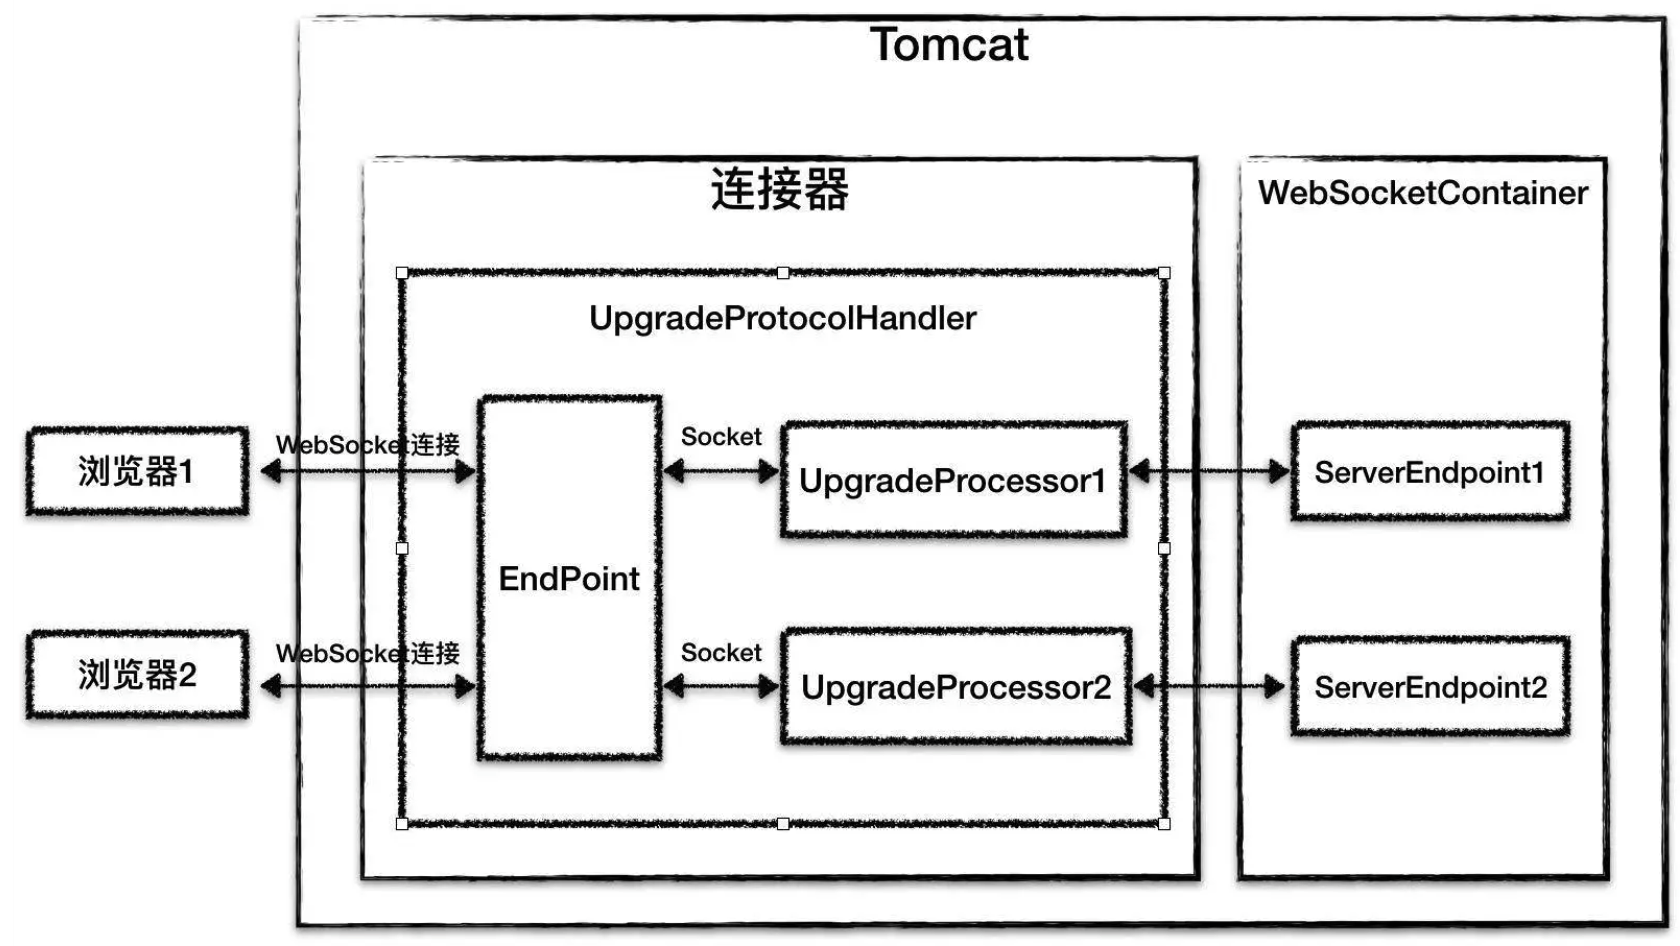 Tomcat
连接器
WebSocketContainer
UpgradeProtocolHandler
浏览器1
WebSocket连接
Socket
UpgradeProcessor1
ServerEndpoint1
EndPoint
浏览器2
WebSocket连接
Socket
UpgradeProcessor2
ServerEndpoint2